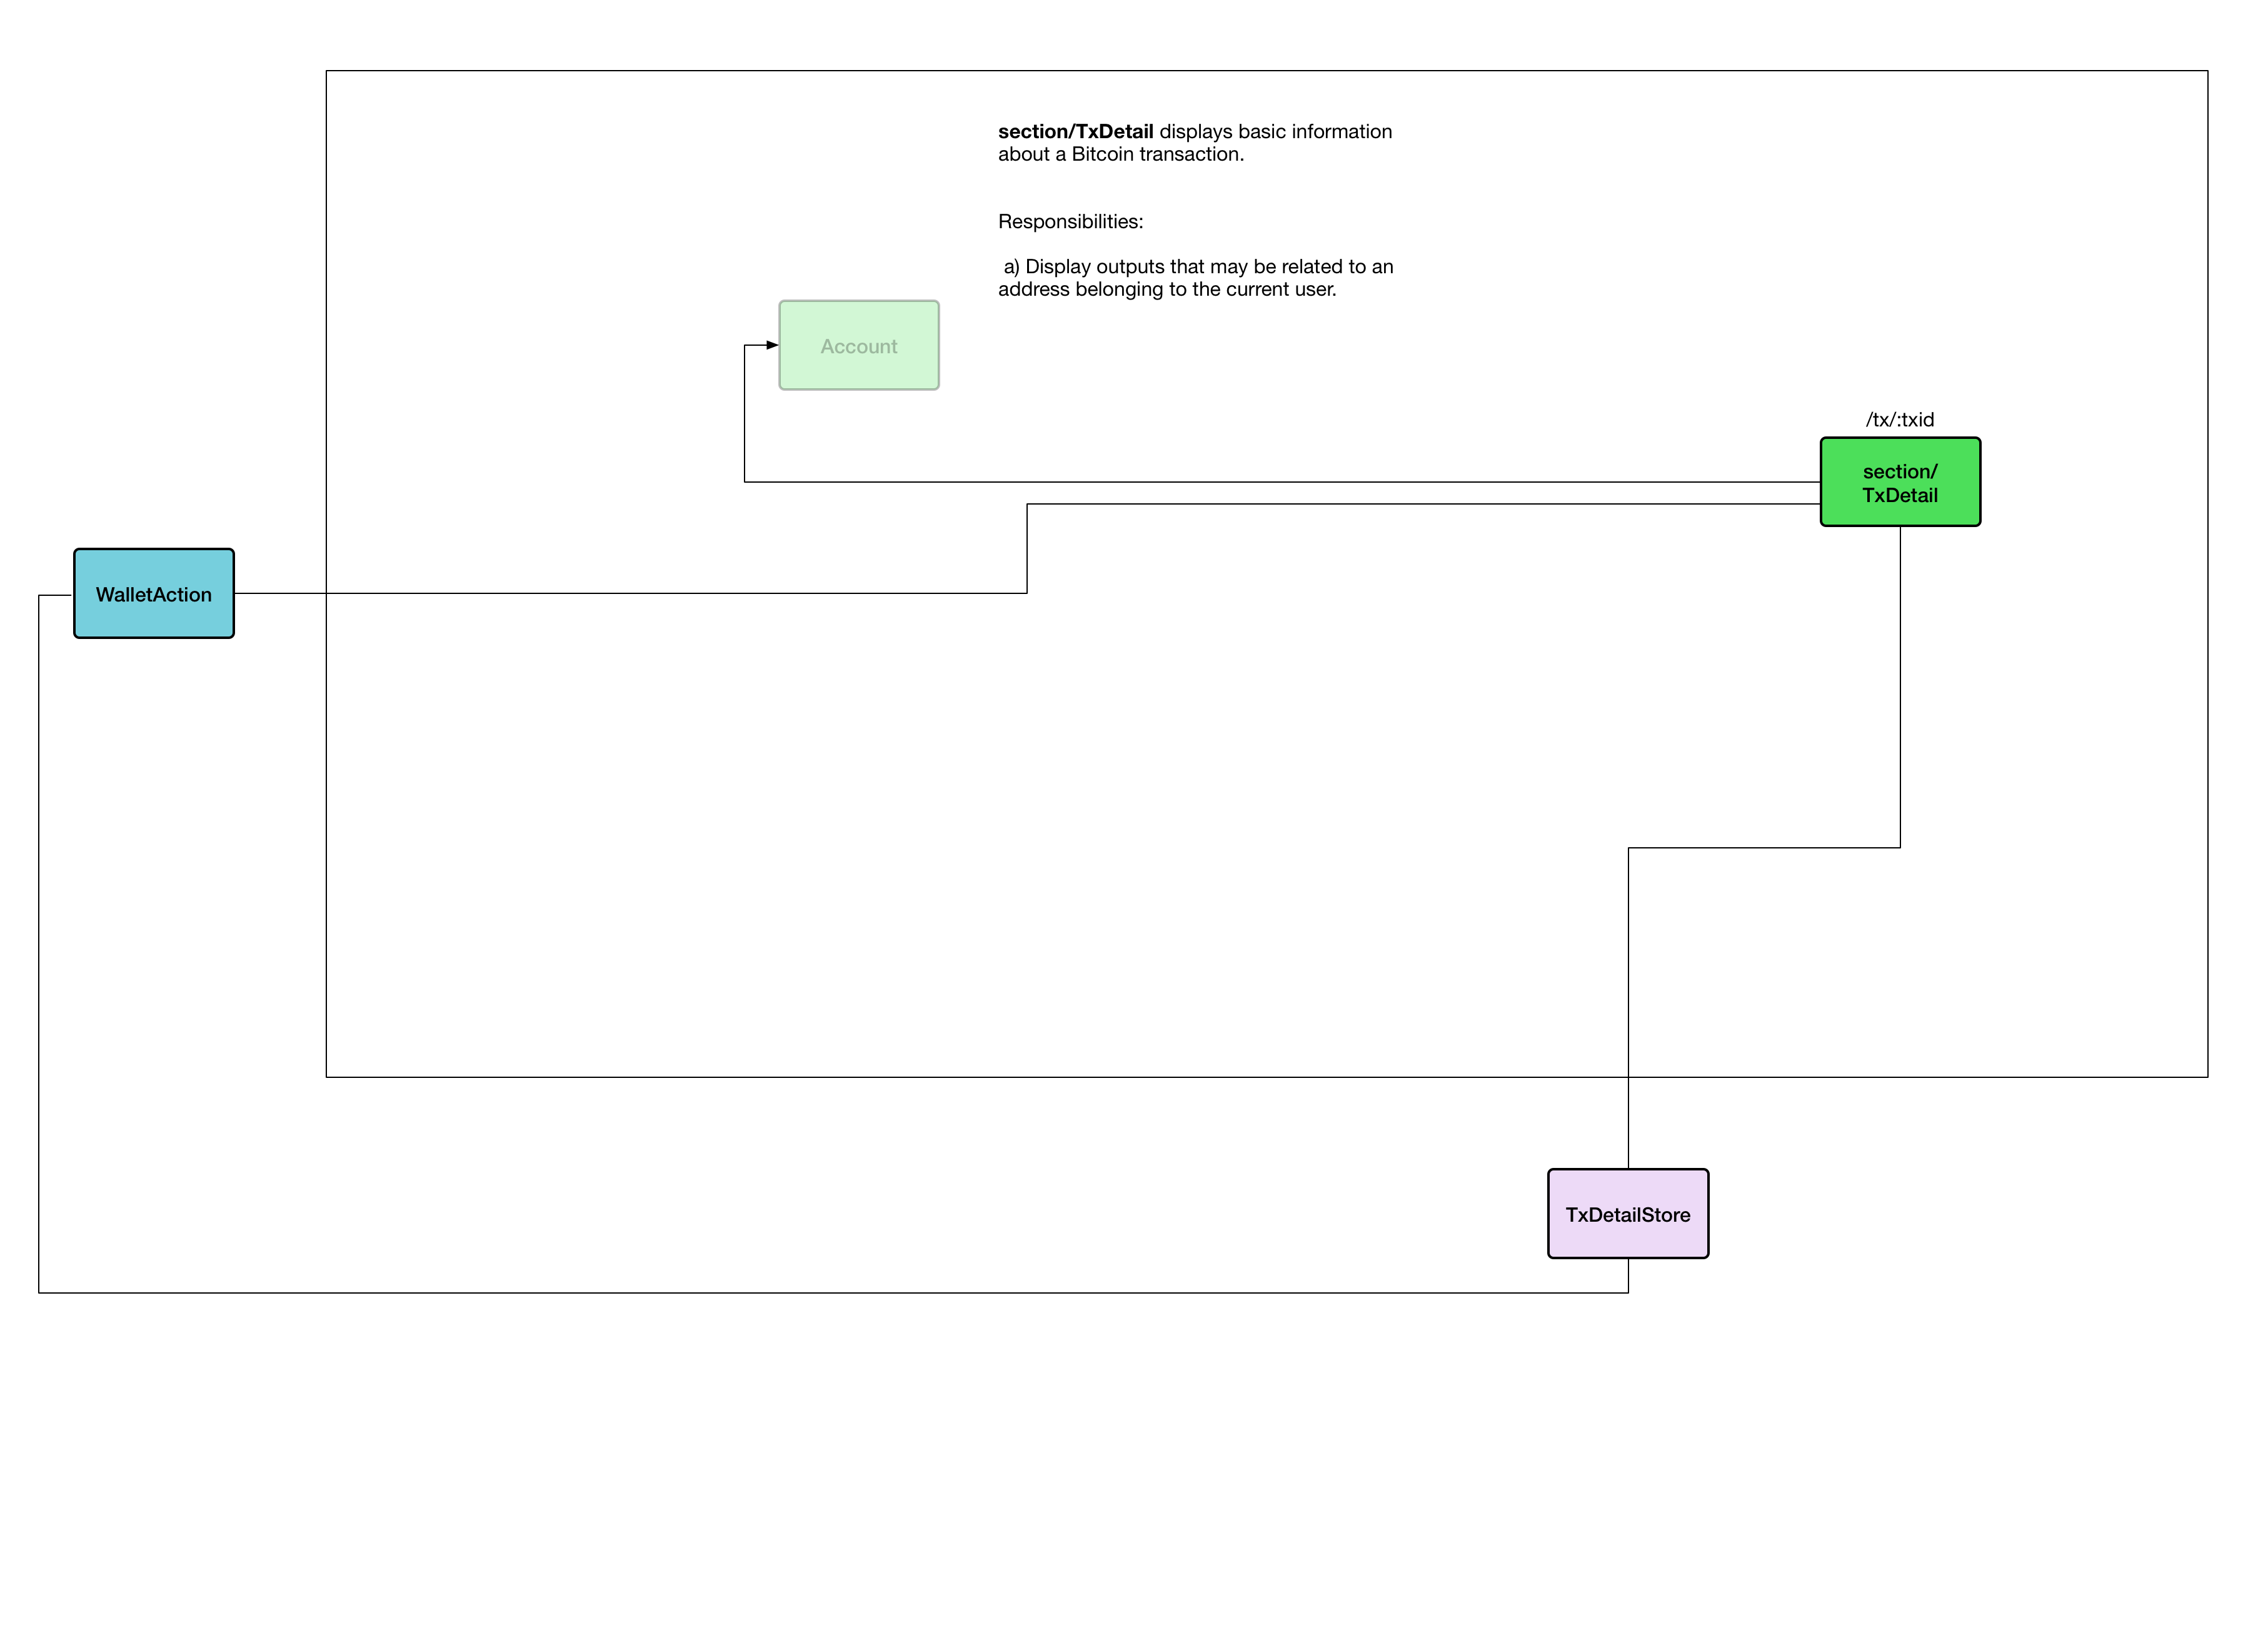 section/TxDetail displays basic information
about a Bitcoin transaction.
Responsibilities:
a) Display outputs that may be related to an
address belonging to the current user.
Account
/tx/:txid
section/
TxDetail
WalletAction
TxDetailStore